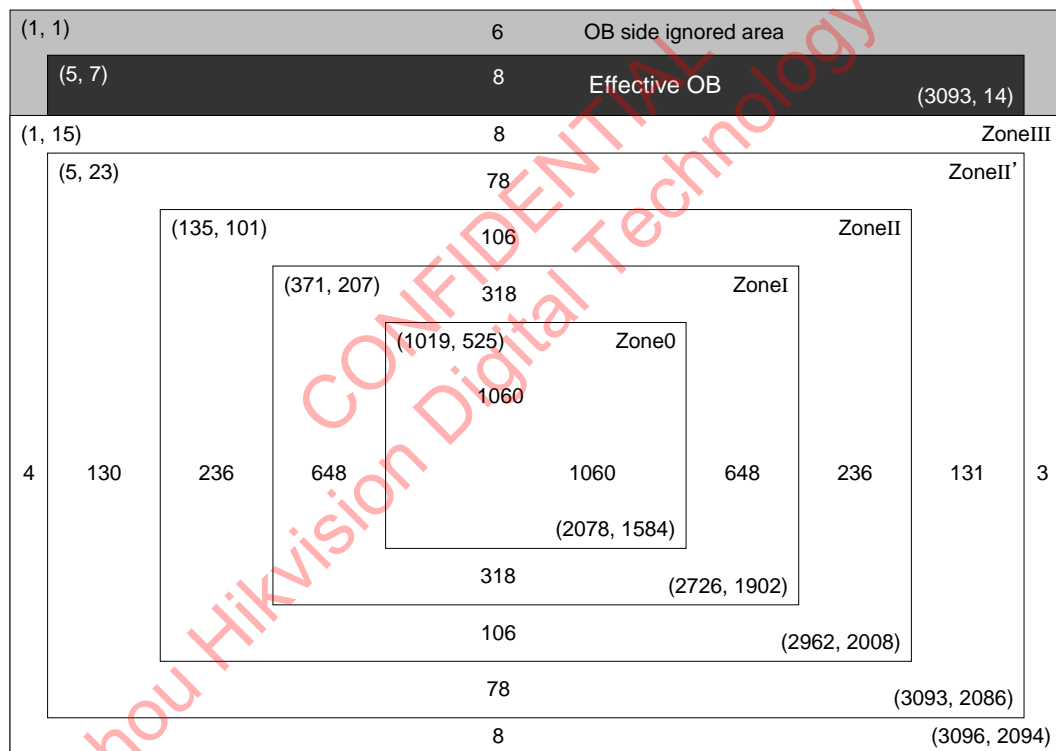 (1, 1) 6 OB side ignored area
(5, 7) 8 Effective OB (3093, 14)
(1, 15) 8 ZoneIII
(5, 23) 78 ZoneII’
(135, 101) 106 ZoneII
(371, 207) 318 ZoneI
(1019, 525) Zone0
1060
4 130 236 648 1060 648 236 131 3
(2078, 1584)
318 (2726, 1902)
106 (2962, 2008)
78 (3093, 2086)
8 (3096, 2094)
CONFIDENTIAL
hou Hikvision Digital Technology